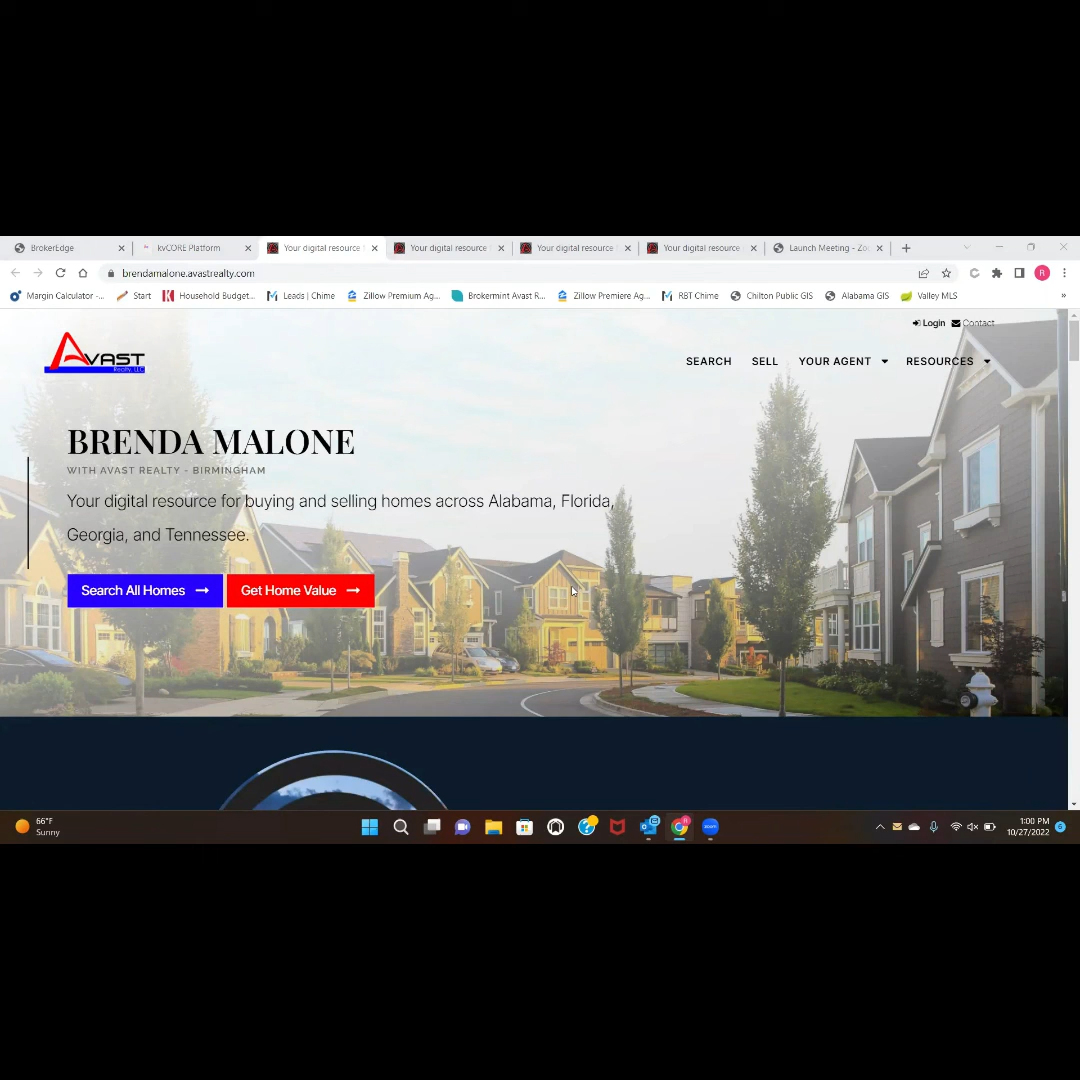 BrokerEdge
kvCORE Platform
Your digital resource
Your digital resource
Your digital resource
Your digital resource
Launch Meeting - Zo
brendamalone.avastrealty.com
R
Margin Calculator -...
Start
Household Budget...
Leads | Chime
Zillow Premium Ag...
Brokermint Avast R...
Zillow Premiere Ag...
RBT Chime
Chilton Public GIS
Alabama GIS
Valley MLS
»
Login
Contact
AVAST
Realty, LLC
SEARCH
SELL
YOUR AGENT
RESOURCES
BRENDA MALONE
WITH AVAST REALTY - BIRMINGHAM
Your digital resource for buying and selling homes across Alabama, Florida,
Georgia, and Tennessee.
Search All Homes
Get Home Value
66°F
Sunny
zoom
1:00 PM
10/27/2022
6